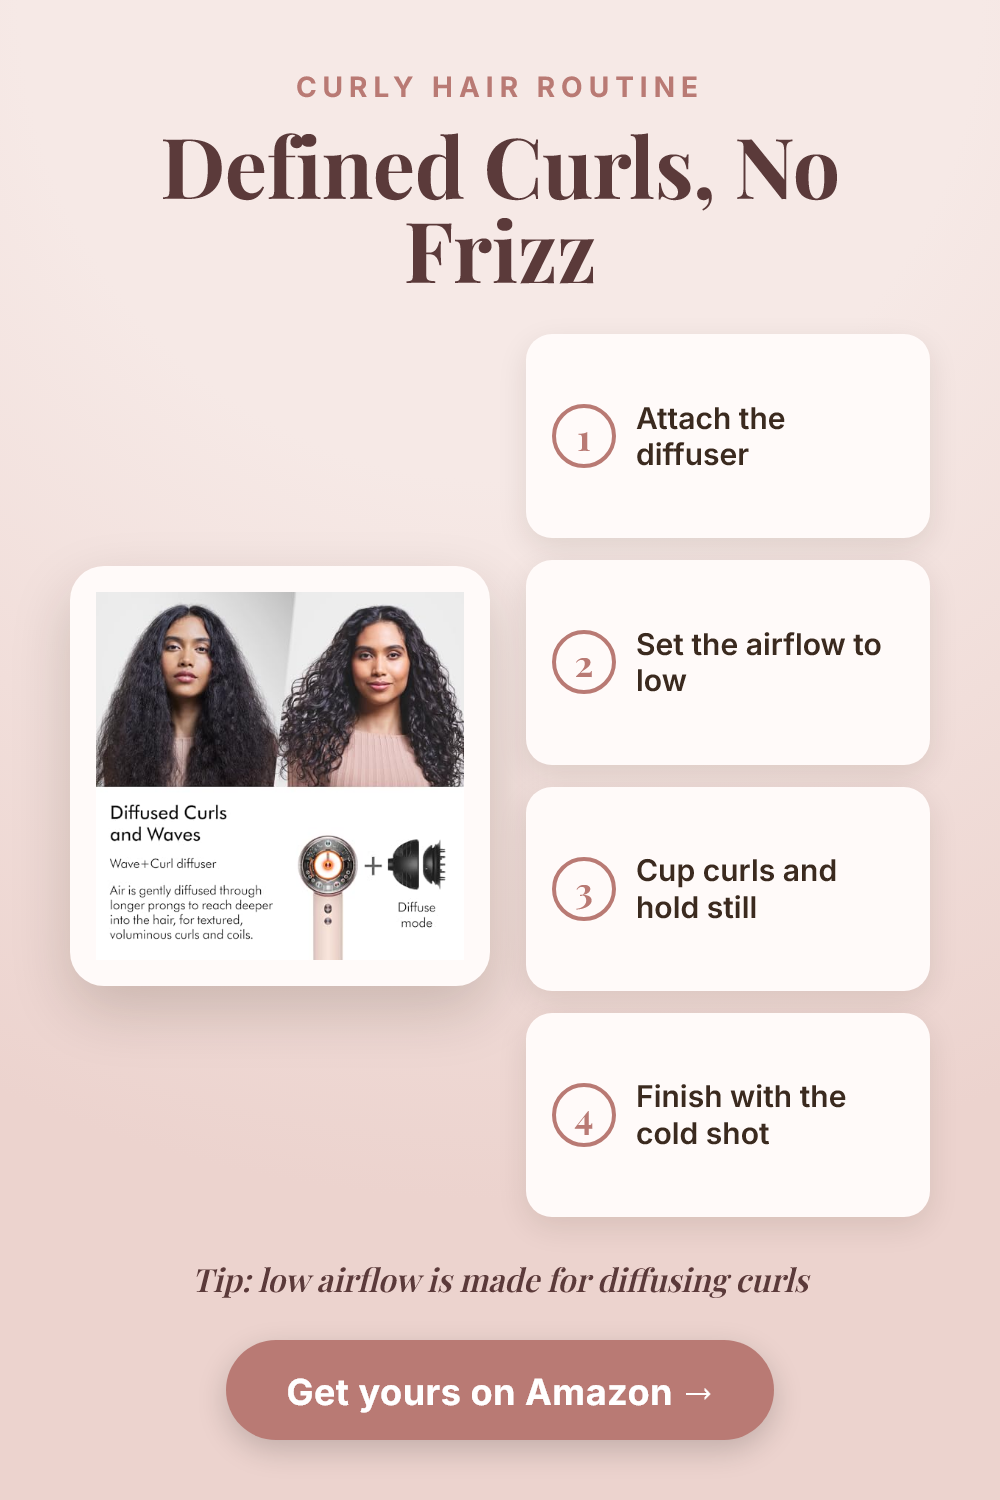 CURLY HAIR ROUTINE
Defined Curls, No
Frizz
1
Attach the
diffuser
2
Set the airflow to
low
3
Cup curls and
hold still
4
Finish with the
cold shot
Diffused Curls
and Waves
Wave+Curl diffuser
Air is gently diffused through
longer prongs to reach deeper
into the hair, for textured,
voluminous curls and coils.
+
Diffuse
mode
Tip: low airflow is made for diffusing curls
Get yours on Amazon →